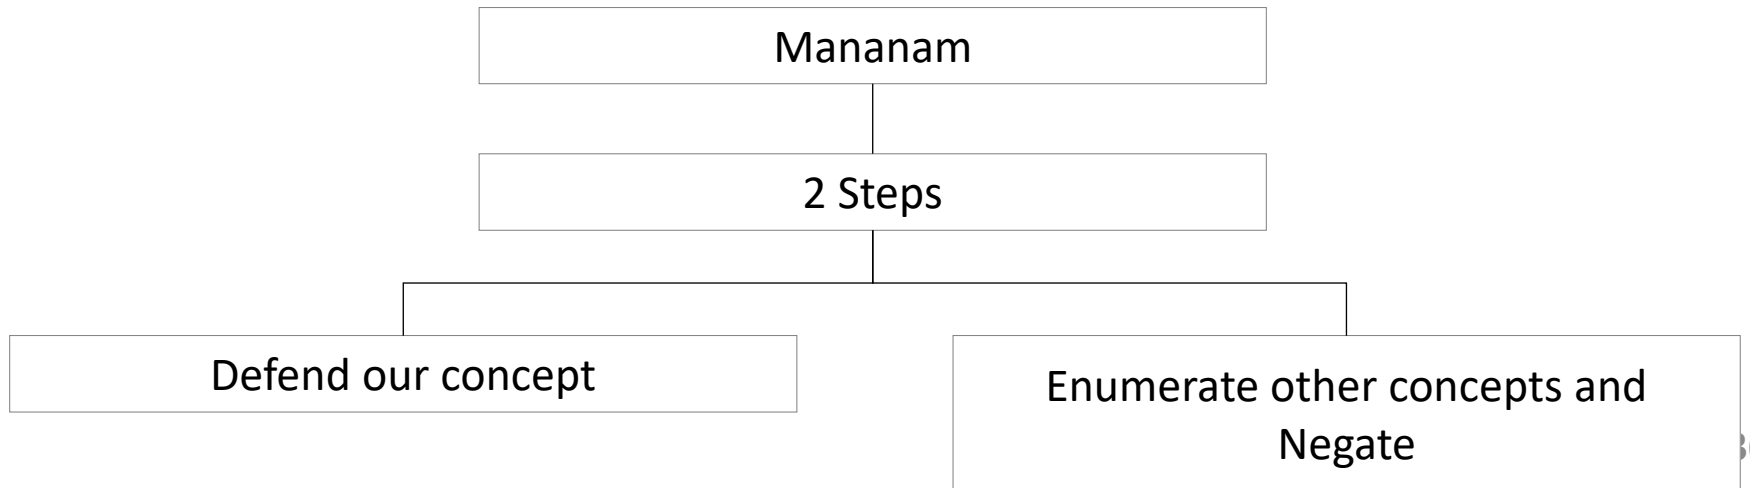 Mananam
2 Steps
Defend our concept
Enumerate other concepts and
Negate